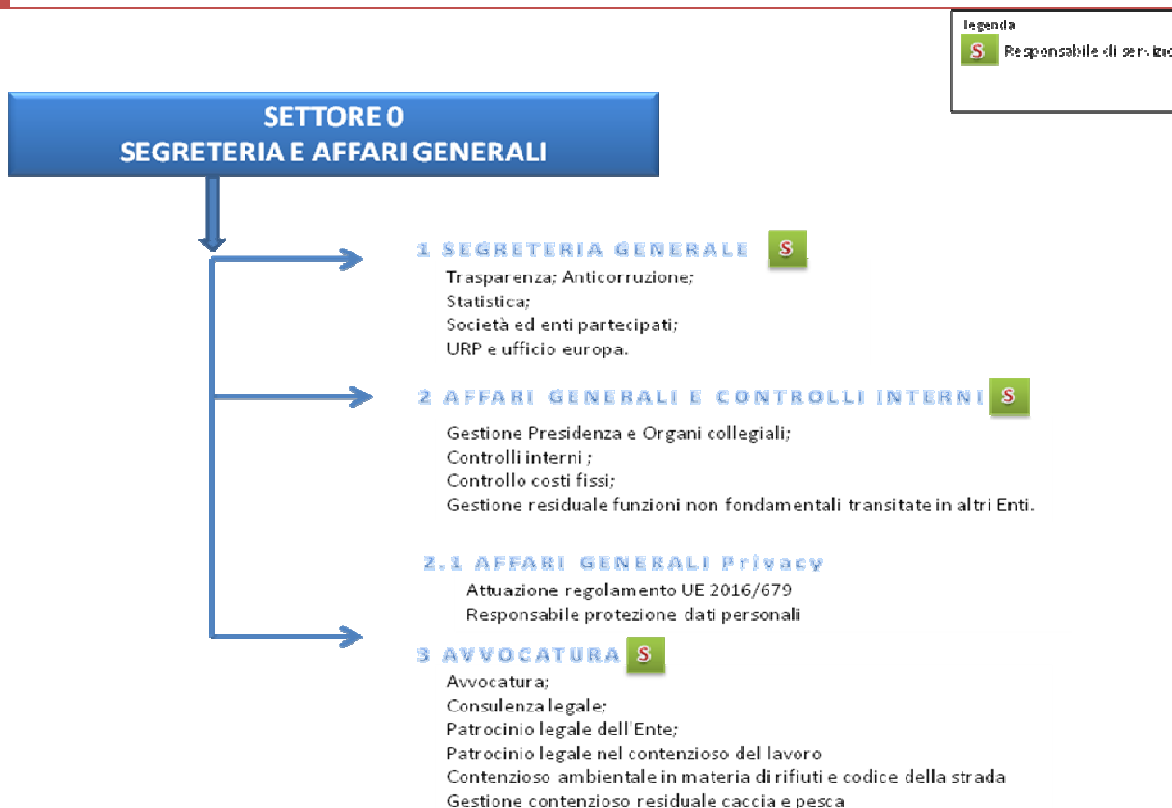 legenda
S Responsabile di servizio
SETTORE 0
SEGRETERIA E AFFARI GENERALI
1 SEGRETERIA GENERALE S
Trasparenza; Anticorruzione;
Statistica;
Società ed enti partecipati;
URP e ufficio europa.
2 AFFARI GENERALI E CONTROLLI INTERNI S
Gestione Presidenza e Organi collegiali;
Controlli interni ;
Controllo costi fissi;
Gestione residuale funzioni non fondamentali transitate in altri Enti.
2.1 AFFARI GENERALI Privacy
Attuazione regolamento UE 2016/679
Responsabile protezione dati personali
3 AVVOCATURA S
Avvocatura;
Consulenza legale;
Patrocinio legale dell'Ente;
Patrocinio legale nel contenzioso del lavoro
Contenzioso ambientale in materia di rifiuti e codice della strada
Gestione contenzioso residuale caccia e pesca